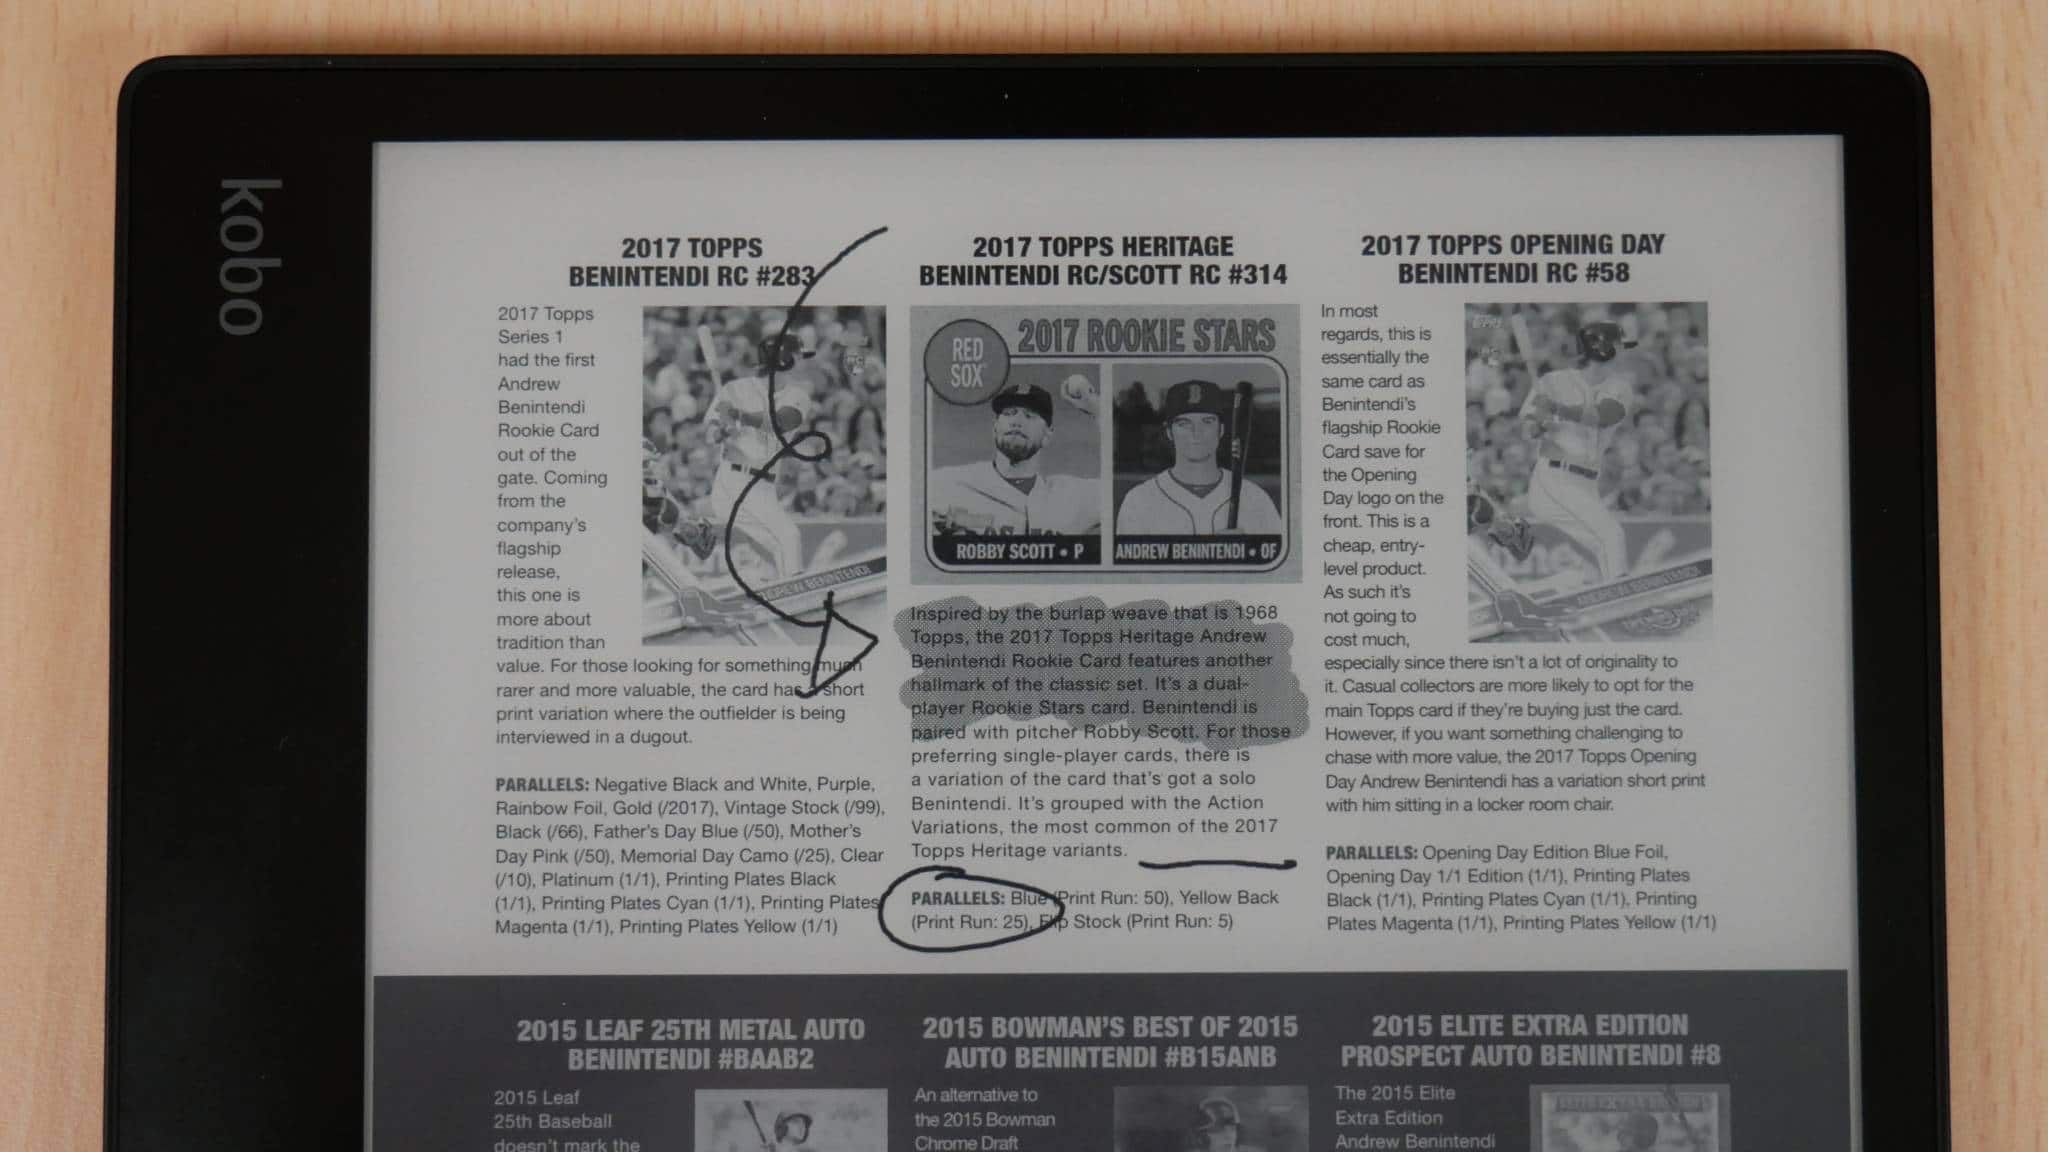 kobo
2017 TOPPS
BENINTENDI RC #283
2017 Topps
Series 1
had the first
Andrew
Benintendi
Rookie Card
out of the
gate. Coming
from the
company's
flagship
release,
this one is
more about
tradition than
value. For those looking for something much
rarer and more valuable, the card has a short
print variation where the outfielder is being
interviewed in a dugout.
PARALLELS: Negative Black and White, Purple,
Rainbow Foil, Gold (/2017), Vintage Stock (/99),
Black (/66), Father's Day Blue (/50), Mother's
Day Pink (/50), Memorial Day Camo (/25), Clear
(/10), Platinum (1/1), Printing Plates Black
(1/1), Printing Plates Cyan (1/1), Printing Plates
Magenta (1/1), Printing Plates Yellow (1/1)
ANDREW BENINTENDI
2017 TOPPS HERITAGE
BENINTENDI RC/SCOTT RC #314
RED
SOX
2017 ROOKIE STARS
ROBBY SCOTT • P
ANDREW BENINTENDI • OF
Inspired by the burlap weave that is 1968
Topps, the 2017 Topps Heritage Andrew
Benintendi Rookie Card features another
hallmark of the classic set. It's a dual-
player Rookie Stars card. Benintendi is
paired with pitcher Robby Scott. For those
preferring single-player cards, there is
a variation of the card that's got a solo
Benintendi. It's grouped with the Action
Variations, the most common of the 2017
Topps Heritage variants.
PARALLELS: Blue (Print Run: 50), Yellow Back
(Print Run: 25), Flip Stock (Print Run: 5)
2017 TOPPS OPENING DAY
BENINTENDI RC #58
In most
regards, this is
essentially the
same card as
Benintendi's
flagship Rookie
Card save for
the Opening
Day logo on the
front. This is a
cheap, entry-
level product.
As such it's
not going to
cost much,
especially since there isn't a lot of originality to
it. Casual collectors are more likely to opt for the
main Topps card if they're buying just the card.
However, if you want something challenging to
chase with more value, the 2017 Topps Opening
Day Andrew Benintendi has a variation short print
with him sitting in a locker room chair.
PARALLELS: Opening Day Edition Blue Foil,
Opening Day 1/1 Edition (1/1), Printing Plates
Black (1/1), Printing Plates Cyan (1/1), Printing
Plates Magenta (1/1), Printing Plates Yellow (1/1)
Topps
ANDREW BENINTENDI
2015 LEAF 25TH METAL AUTO
BENINTENDI #BAAB2
2015 Leaf
25th Baseball
doesn't mark the
2015 BOWMAN'S BEST OF 2015
AUTO BENINTENDI #B15ANB
An alternative to
the 2015 Bowman
Chrome Draft
2015 ELITE EXTRA EDITION
PROSPECT AUTO BENINTENDI #8
The 2015 Elite
Extra Edition
Andrew Benintendi